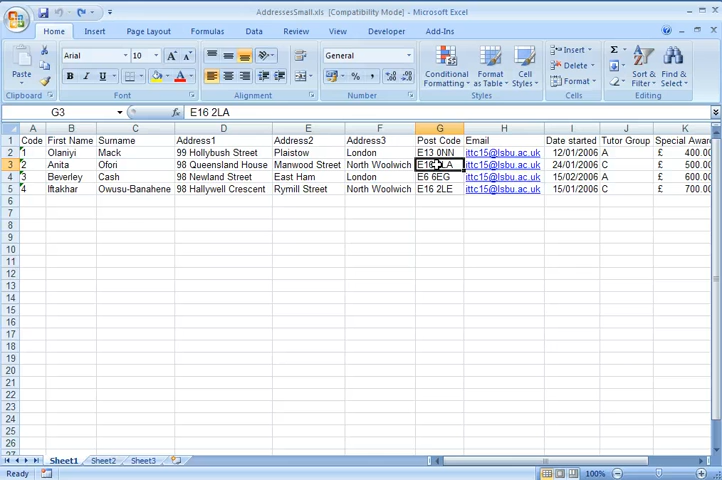 AddressesSmall.xls [Compatibility Mode] - Microsoft Excel
Home Insert Page Layout Formulas Data Review View Developer Add-Ins
Arial 10 General Insert Σ
Paste B I U % , Conditional Formatting Format as Table Cell Styles Delete Sort & Filter Find & Select
Format
Clipboard Font Alignment Number Styles Cells Editing
G3 fx E16 2LA
A B C D E F G H I J K
1 Code First Name Surname Address1 Address2 Address3 Post Code Email Date started Tutor Group Special Awar
2 1 Olaniyi Mack 99 Hollybush Street Plaistow London E13 0NN ittc15@lsbu.ac.uk 12/01/2006 A £ 400.00
3 2 Anita Ofori 98 Queensland House Manwood Street North Woolwich ittc15@lsbu.ac.uk 24/01/2006 C £ 500.00
4 3 Beverley Cash 98 Newland Street East Ham London E6 6EG ittc15@lsbu.ac.uk 15/02/2006 A £ 600.00
5 4 Iftakhar Owusu-Banahene 98 Hallywell Crescent Rymill Street North Woolwich E16 2LE ittc15@lsbu.ac.uk 15/01/2006 C £ 700.00
6
7
8
9
10
11
12
13
14
15
16
17
18
19
20
21
22
23
24
25
26
27
Sheet1 Sheet2 Sheet3
Ready 100%